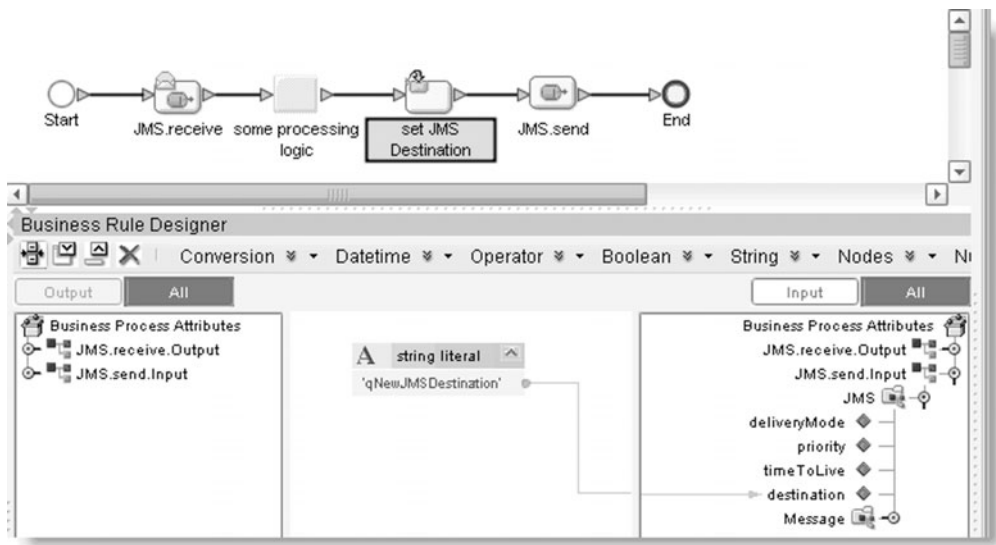 Start
JMS.receive
some processing
logic
set JMS
Destination
JMS.send
End
Business Rule Designer
Conversion Datetime Operator Boolean String Nodes
Output All
Input All
Business Process Attributes
JMS.receive.Output
JMS.send.Input
A string literal
'qNewJMSDestination'
Business Process Attributes
JMS.receive.Output
JMS.send.Input
JMS
deliveryMode
priority
timeToLive
destination
Message